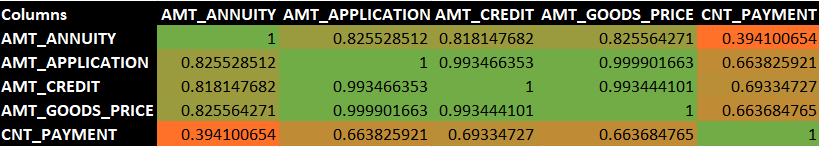 Columns AMT_ANNUITY AMT_APPLICATION AMT_CREDIT AMT_GOODS_PRICE CNT_PAYMENT
AMT_ANNUITY 1 0.825528512 0.818147682 0.825564271 0.394100654
AMT_APPLICATION 0.825528512 1 0.993466353 0.999901663 0.663825921
AMT_CREDIT 0.818147682 0.993466353 1 0.993444101 0.69334727
AMT_GOODS_PRICE 0.825564271 0.999901663 0.993444101 1 0.663684765
CNT_PAYMENT 0.394100654 0.663825921 0.69334727 0.663684765 1